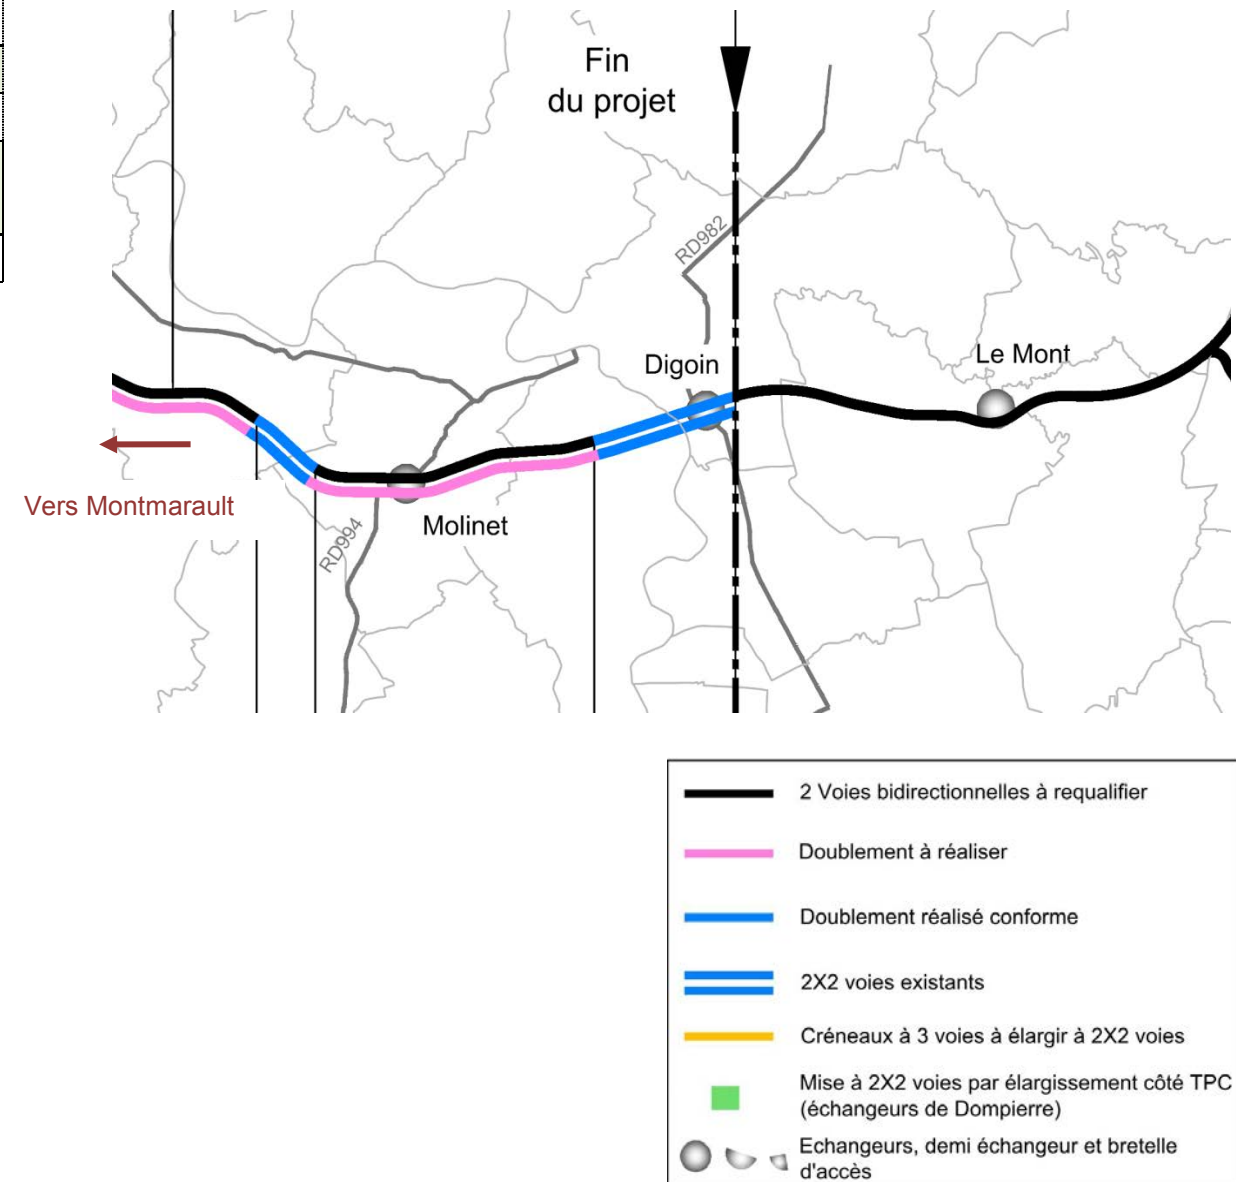 Fin
du projet
RD982
Digoin
Le Mont
Vers Montmarault
Molinet
RD994
2 Voies bidirectionnelles à requalifier
Doublement à réaliser
Doublement réalisé conforme
2X2 voies existants
Créneaux à 3 voies à élargir à 2X2 voies
Mise à 2X2 voies par élargissement côté TPC
(échangeurs de Dompierre)
Echangeurs, demi échangeur et bretelle
d'accès